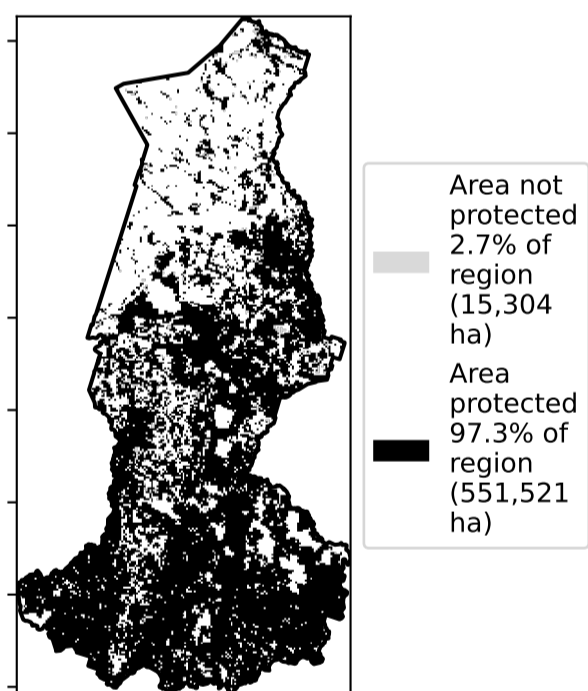 Area not
protected
2.7% of
region
(15,304
ha)
Area
protected
97.3% of
region
(551,521
ha)